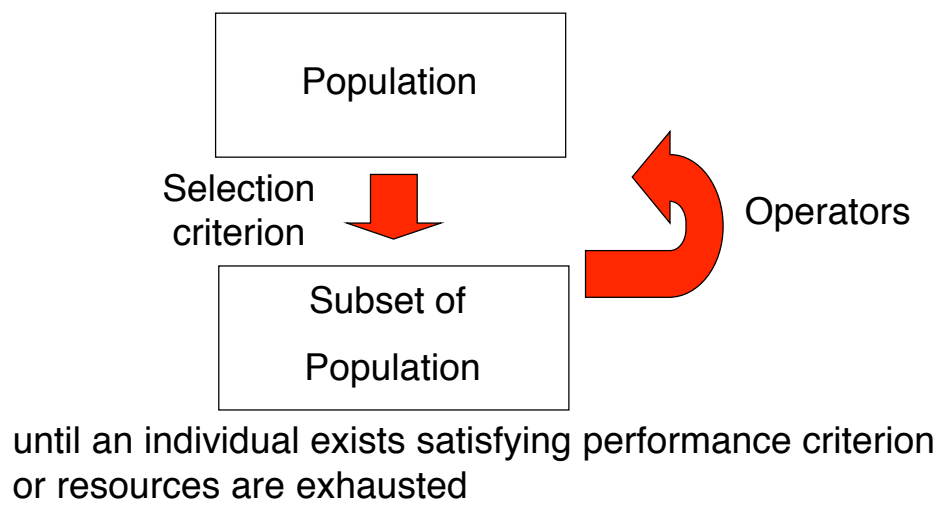 Population
Selection
criterion
Operators
Subset of
Population
until an individual exists satisfying performance criterion
or resources are exhausted